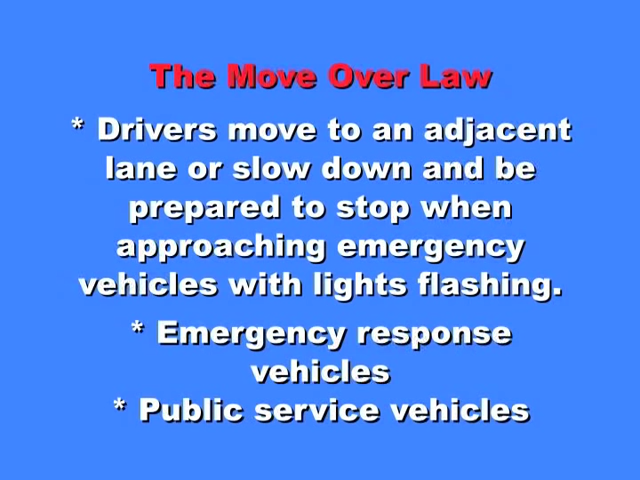 The Move Over Law
* Drivers move to an adjacent
lane or slow down and be
prepared to stop when
approaching emergency
vehicles with lights flashing.
* Emergency response
vehicles
* Public service vehicles